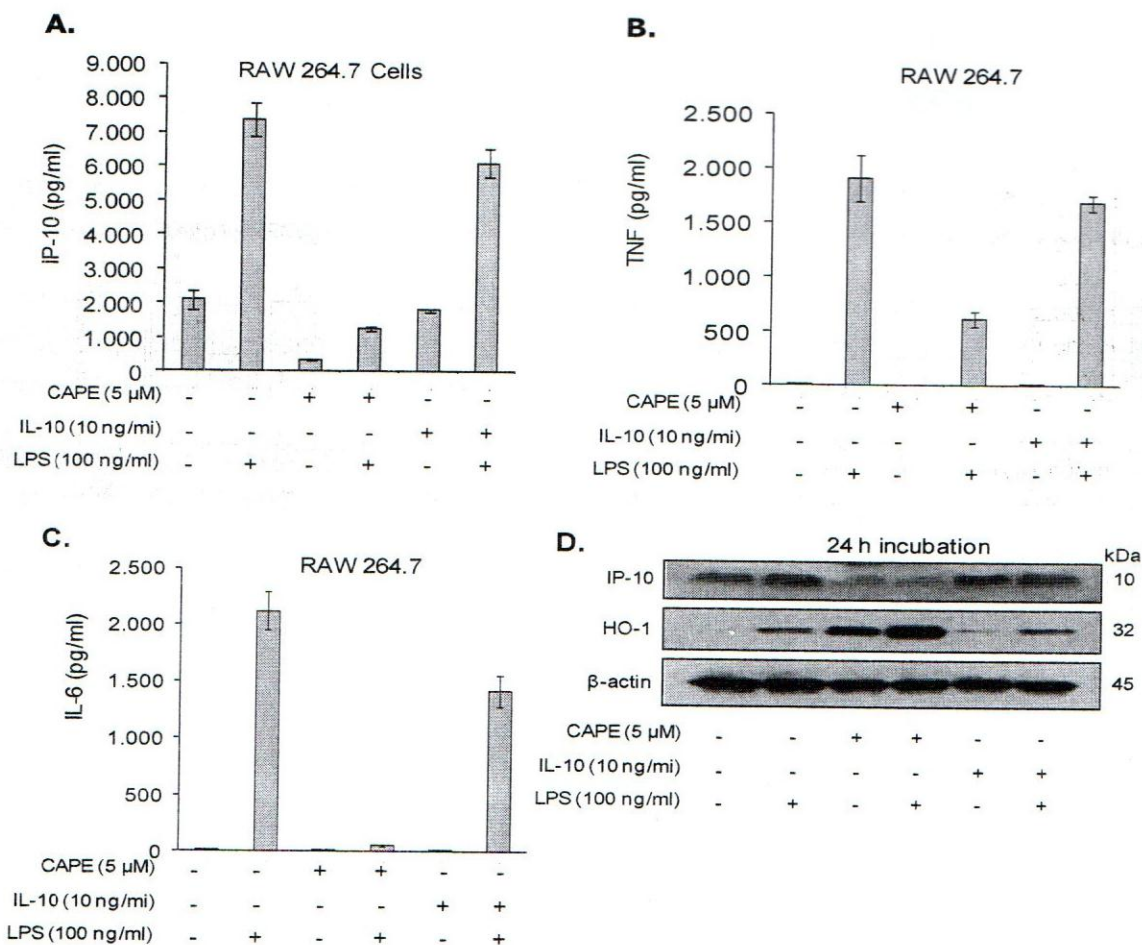 A.
RAW 264.7 Cells
9.000
8.000
7.000
6.000
5.000
4.000
3.000
2.000
1.000
0
iP-10 (pg/ml)
CAPE (5 µM) - - + + - -
IL-10 (10 ng/mi) - - - - + +
LPS (100 ng/ml) - + - + - +
B.
RAW 264.7
2.500
2.000
1.500
1.000
500
0
TNF (pg/ml)
CAPE (5 µM) - - + + - -
IL-10 (10 ng/mi) - - - - + +
LPS (100 ng/ml) - + - + - +
C.
RAW 264.7
2.500
2.000
1.500
1.000
500
0
IL-6 (pg/ml)
CAPE (5 µM) - - + + - -
IL-10 (10 ng/mi) - - - - + +
LPS (100 ng/ml) - + - + - +
D.
24 h incubation
kDa
IP-10 10
HO-1 32
β-actin 45
CAPE (5 µM) - - + + - -
IL-10 (10 ng/mi) - - - - + +
LPS (100 ng/ml) - + - + - +